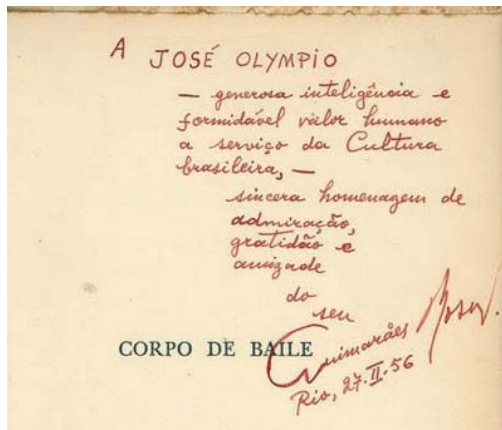 A JOSÉ OLYMPIO
— generosa inteligência e
formidável valor humano
a serviço da Cultura
brasileira, —
sincera homenagem de
admiração,
gratidão e
amizade
do
seu
Guimarães Rosa.
CORPO DE BAILE
Rio, 27.II.56